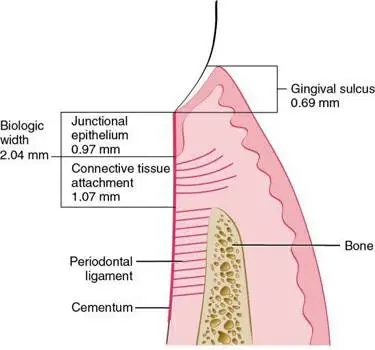 Gingival sulcus
0.69 mm
Biologic
width
2.04 mm
Junctional
epithelium
0.97 mm
Connective tissue
attachment
1.07 mm
Bone
Periodontal
ligament
Cementum